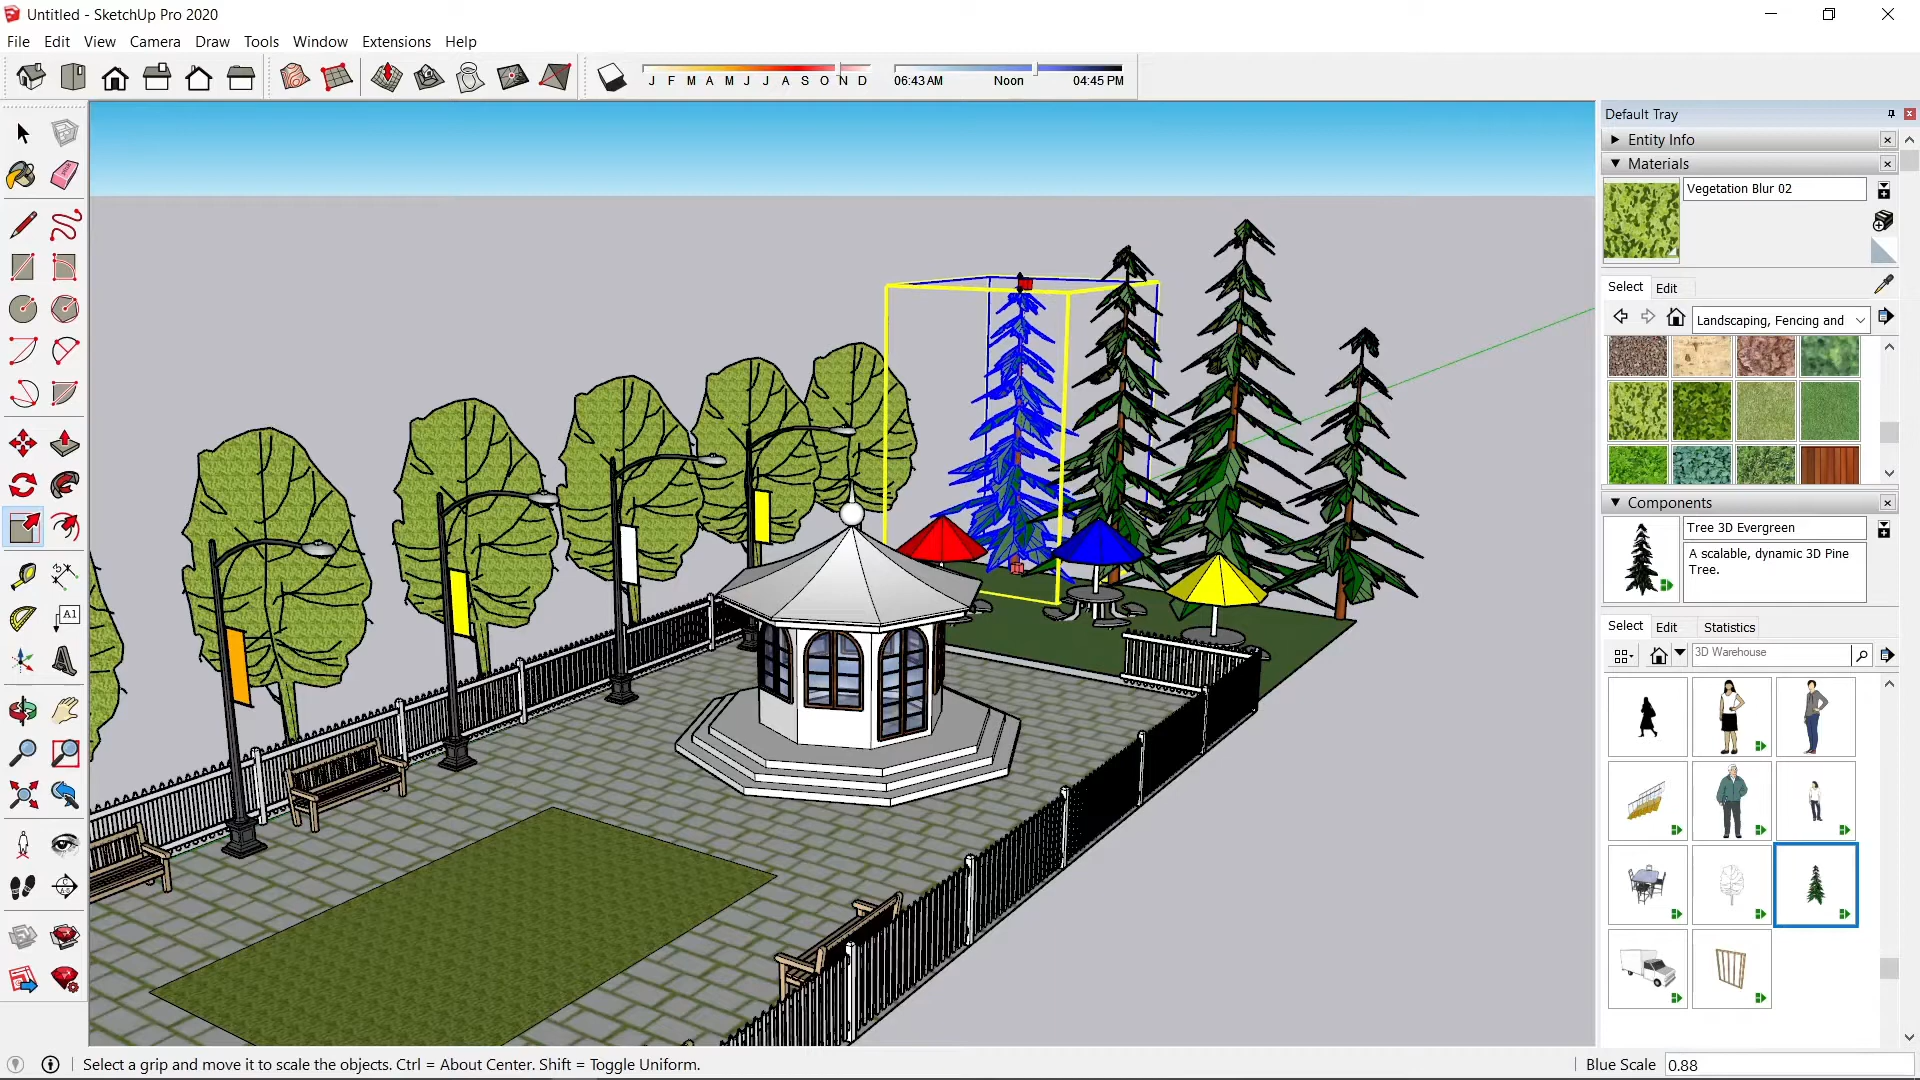 Untitled - SketchUp Pro 2020
File Edit View Camera Draw Tools Window Extensions Help
J F M A M J J A S O N D
06:43 AM Noon 04:45 PM
Default Tray
Entity Info
Materials
Vegetation Blur 02
Select Edit
Landscaping, Fencing and
Components
Tree 3D Evergreen
A scalable, dynamic 3D Pine
Tree.
Select Edit Statistics
3D Warehouse
A1
Select a grip and move it to scale the objects. Ctrl = About Center. Shift = Toggle Uniform.
Blue Scale 0.88